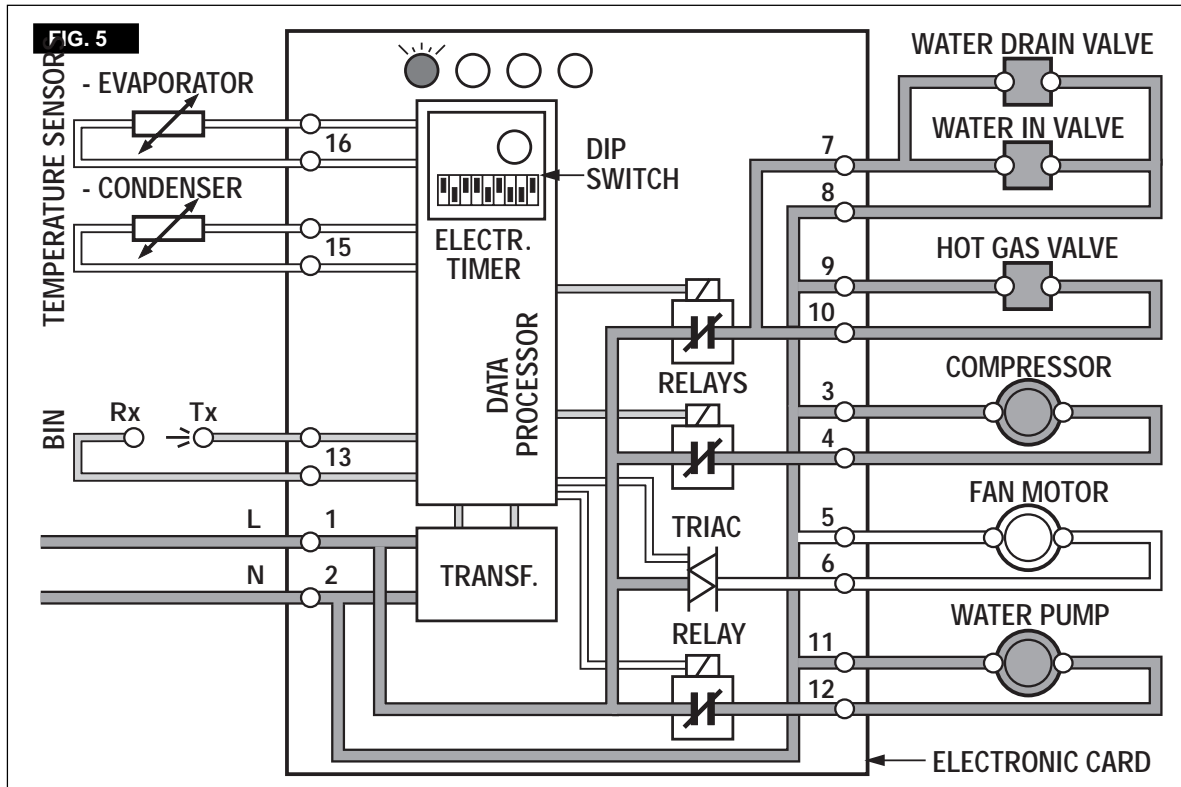 FIG. 5
TEMPERATURE SENSORS
- EVAPORATOR
16
- CONDENSER
15
BIN
Rx
Tx
13
L
1
N
2
DIP
SWITCH
ELECTR.
TIMER
DATA
PROCESSOR
TRANSF.
RELAYS
TRIAC
RELAY
WATER DRAIN VALVE
WATER IN VALVE
7
8
HOT GAS VALVE
9
10
COMPRESSOR
3
4
FAN MOTOR
5
6
WATER PUMP
11
12
ELECTRONIC CARD